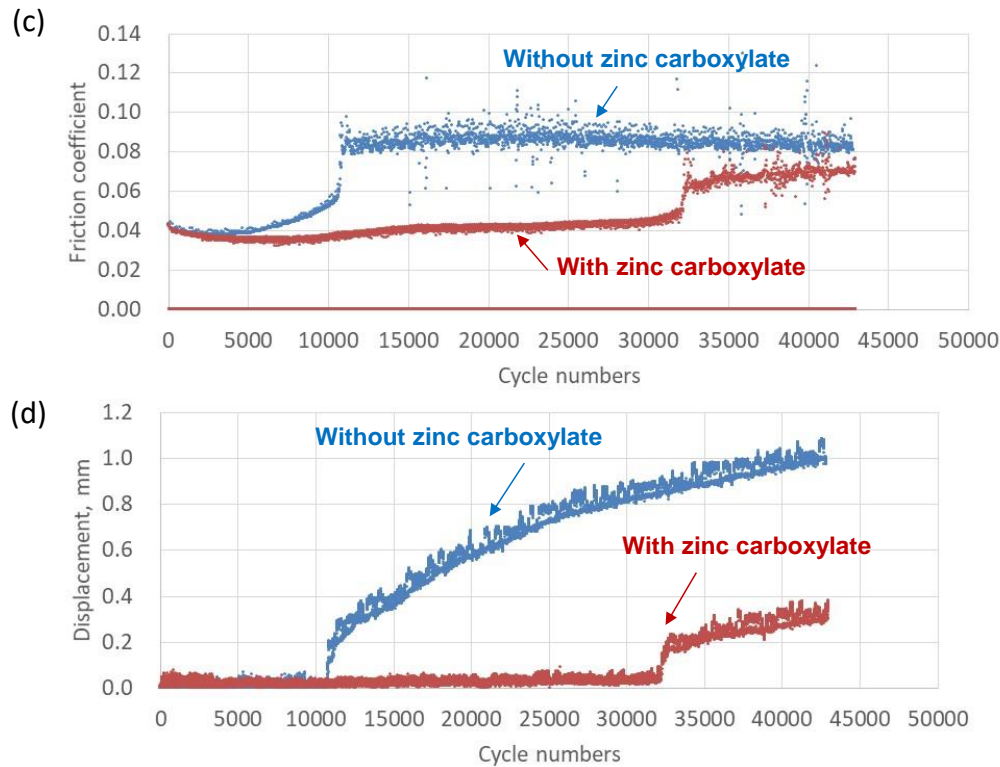 (c)
0.14
0.12
0.10
0.08
0.06
0.04
0.02
0.00
Friction coefficient
Without zinc carboxylate
With zinc carboxylate
0 5000 10000 15000 20000 25000 30000 35000 40000 45000 50000
Cycle numbers
(d)
1.2
1.0
0.8
0.6
0.4
0.2
0.0
Displacement, mm
Without zinc carboxylate
With zinc carboxylate
0 5000 10000 15000 20000 25000 30000 35000 40000 45000 50000
Cycle numbers